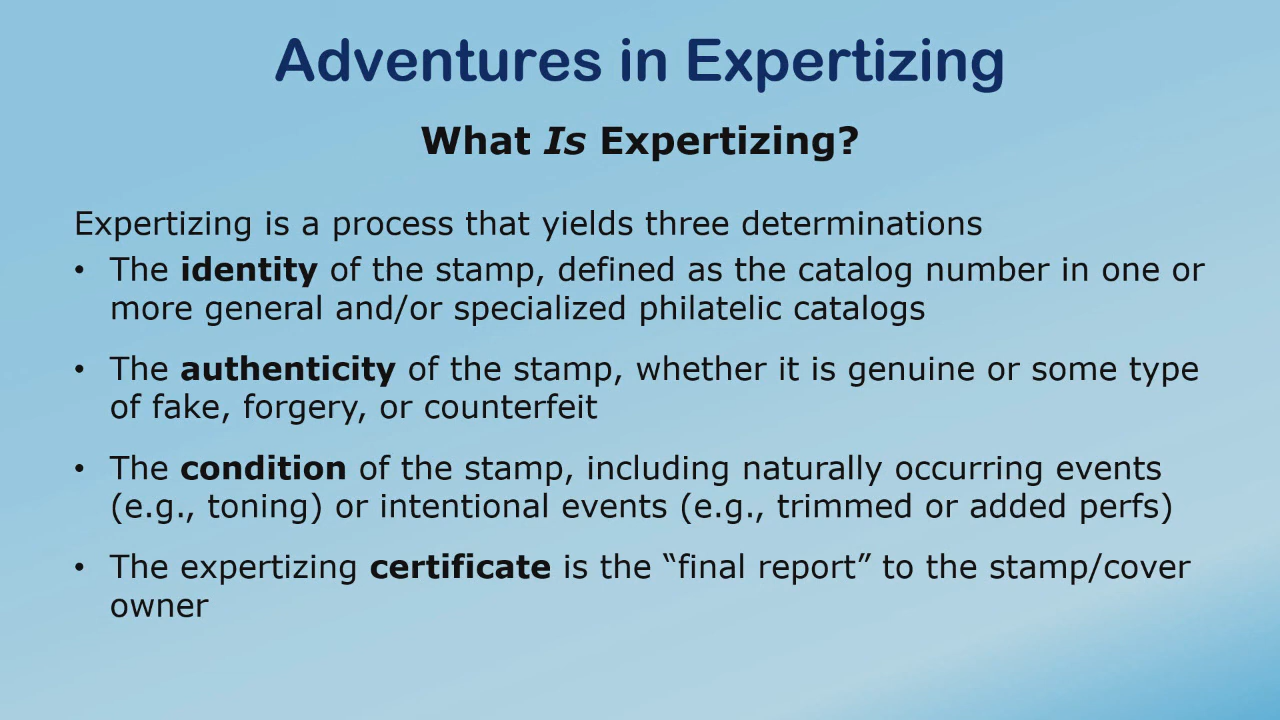 Adventures in Expertizing
What Is Expertizing?
Expertizing is a process that yields three determinations
• The identity of the stamp, defined as the catalog number in one or
more general and/or specialized philatelic catalogs
• The authenticity of the stamp, whether it is genuine or some type
of fake, forgery, or counterfeit
• The condition of the stamp, including naturally occurring events
(e.g., toning) or intentional events (e.g., trimmed or added perfs)
• The expertizing certificate is the “final report” to the stamp/cover
owner